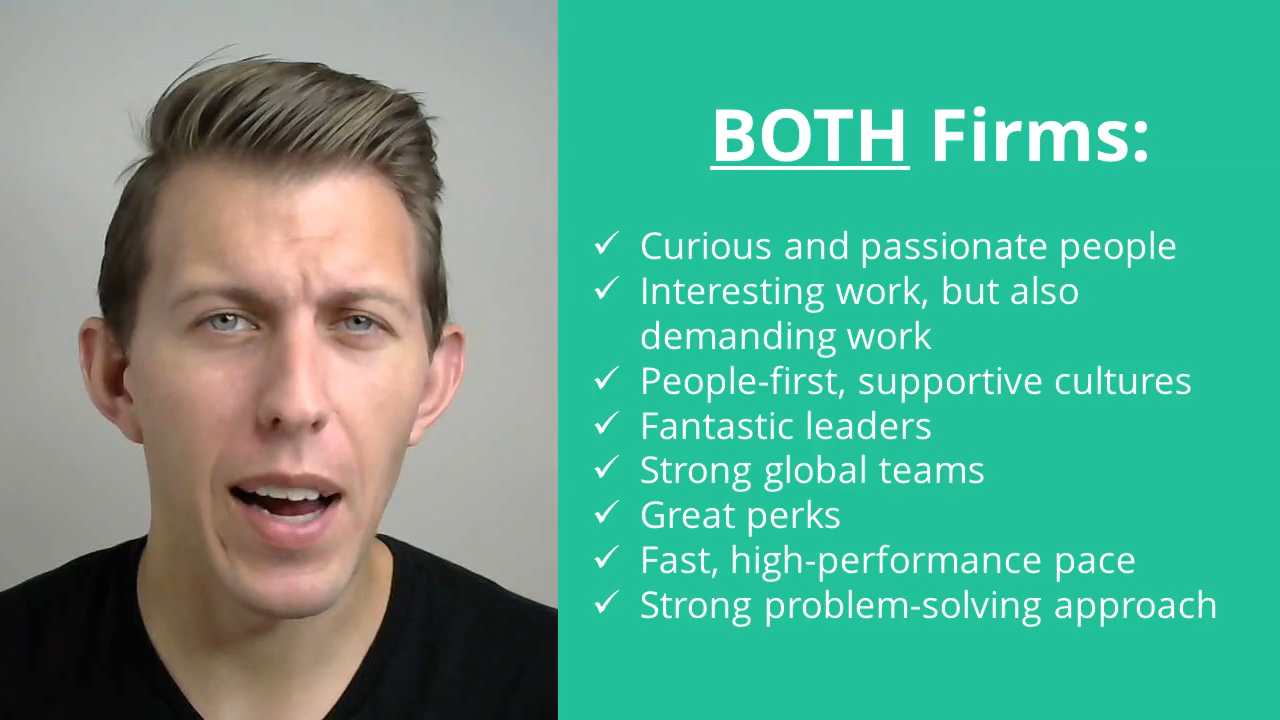 BOTH Firms:
✓ Curious and passionate people
✓ Interesting work, but also
demanding work
✓ People-first, supportive cultures
✓ Fantastic leaders
✓ Strong global teams
✓ Great perks
✓ Fast, high-performance pace
✓ Strong problem-solving approach